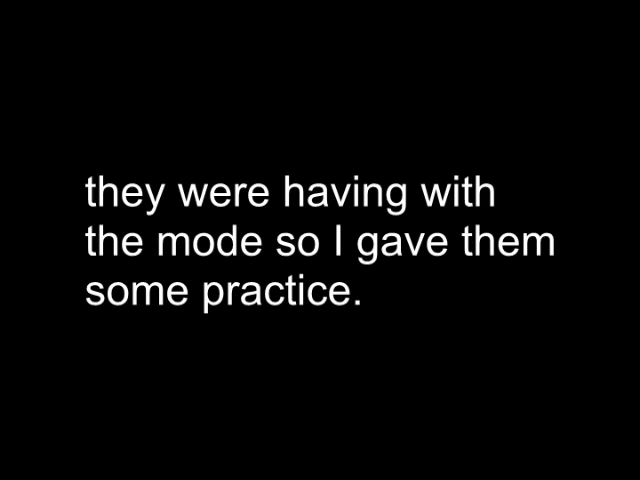 they were having with
the mode so I gave them
some practice.